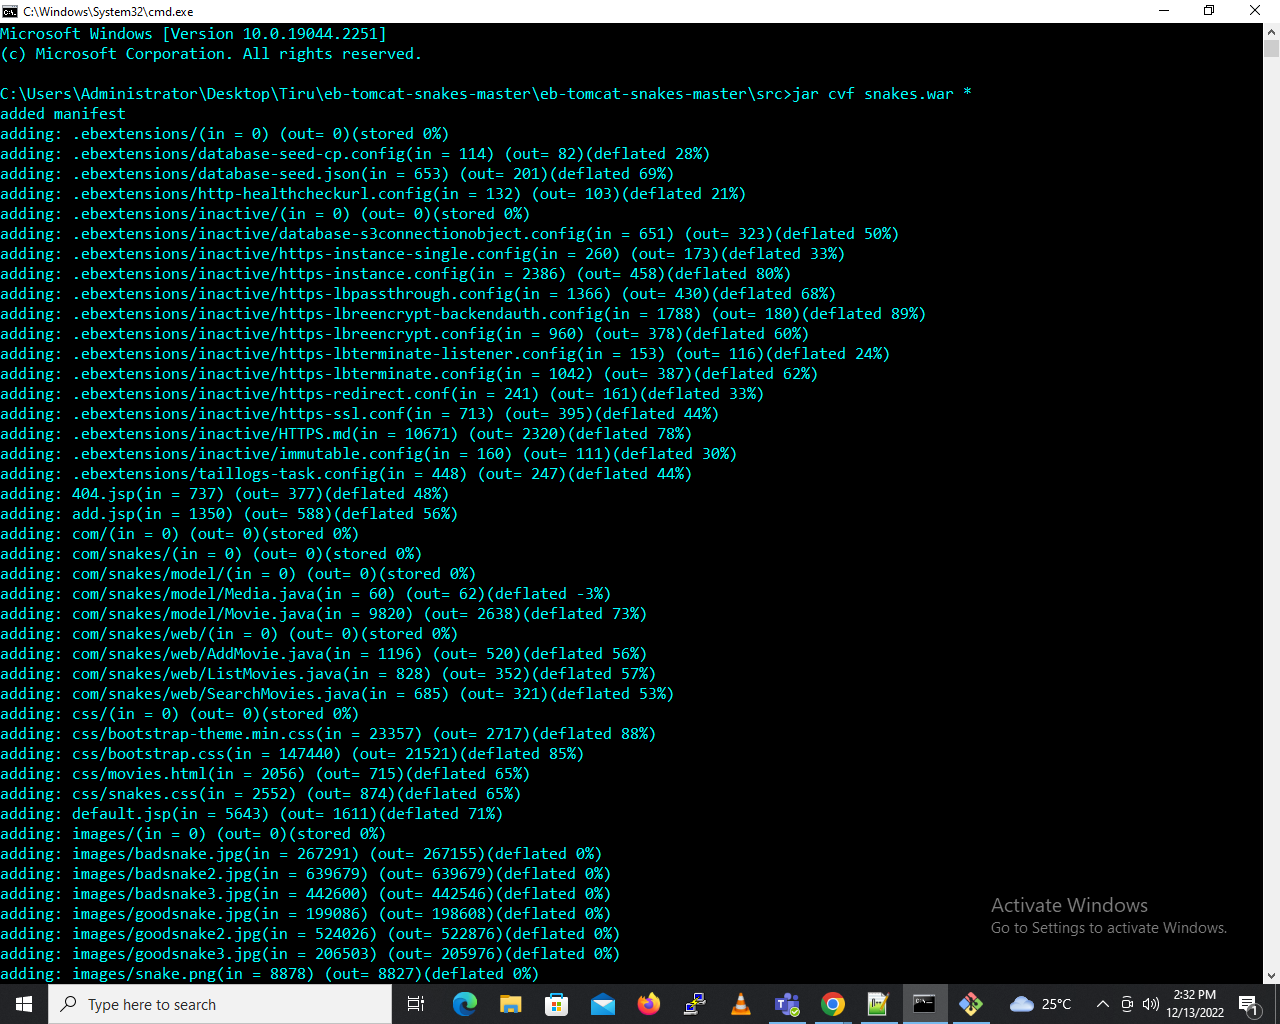 C:\Windows\System32\cmd.exe
Microsoft Windows [Version 10.0.19044.2251]
(c) Microsoft Corporation. All rights reserved.
C:\Users\Administrator\Desktop\Tiru\eb-tomcat-snakes-master\eb-tomcat-snakes-master\src>jar cvf snakes.war *
added manifest
adding: .ebextensions/(in = 0) (out= 0)(stored 0%)
adding: .ebextensions/database-seed-cp.config(in = 114) (out= 82)(deflated 28%)
adding: .ebextensions/database-seed.json(in = 653) (out= 201)(deflated 69%)
adding: .ebextensions/http-healthcheckurl.config(in = 132) (out= 103)(deflated 21%)
adding: .ebextensions/inactive/(in = 0) (out= 0)(stored 0%)
adding: .ebextensions/inactive/database-s3connectionobject.config(in = 651) (out= 323)(deflated 50%)
adding: .ebextensions/inactive/https-instance-single.config(in = 260) (out= 173)(deflated 33%)
adding: .ebextensions/inactive/https-instance.config(in = 2386) (out= 458)(deflated 80%)
adding: .ebextensions/inactive/https-lbpassthrough.config(in = 1366) (out= 430)(deflated 68%)
adding: .ebextensions/inactive/https-lbreencrypt-backendauth.config(in = 1788) (out= 180)(deflated 89%)
adding: .ebextensions/inactive/https-lbreencrypt.config(in = 960) (out= 378)(deflated 60%)
adding: .ebextensions/inactive/https-lbterminate-listener.config(in = 153) (out= 116)(deflated 24%)
adding: .ebextensions/inactive/https-lbterminate.config(in = 1042) (out= 387)(deflated 62%)
adding: .ebextensions/inactive/https-redirect.conf(in = 241) (out= 161)(deflated 33%)
adding: .ebextensions/inactive/https-ssl.conf(in = 713) (out= 395)(deflated 44%)
adding: .ebextensions/inactive/HTTPS.md(in = 10671) (out= 2320)(deflated 78%)
adding: .ebextensions/inactive/immutable.config(in = 160) (out= 111)(deflated 30%)
adding: .ebextensions/taillogs-task.config(in = 448) (out= 247)(deflated 44%)
adding: 404.jsp(in = 737) (out= 377)(deflated 48%)
adding: add.jsp(in = 1350) (out= 588)(deflated 56%)
adding: com/(in = 0) (out= 0)(stored 0%)
adding: com/snakes/(in = 0) (out= 0)(stored 0%)
adding: com/snakes/model/(in = 0) (out= 0)(stored 0%)
adding: com/snakes/model/Media.java(in = 60) (out= 62)(deflated -3%)
adding: com/snakes/model/Movie.java(in = 9820) (out= 2638)(deflated 73%)
adding: com/snakes/web/(in = 0) (out= 0)(stored 0%)
adding: com/snakes/web/AddMovie.java(in = 1196) (out= 520)(deflated 56%)
adding: com/snakes/web/ListMovies.java(in = 828) (out= 352)(deflated 57%)
adding: com/snakes/web/SearchMovies.java(in = 685) (out= 321)(deflated 53%)
adding: css/(in = 0) (out= 0)(stored 0%)
adding: css/bootstrap-theme.min.css(in = 23357) (out= 2717)(deflated 88%)
adding: css/bootstrap.css(in = 147440) (out= 21521)(deflated 85%)
adding: css/movies.html(in = 2056) (out= 715)(deflated 65%)
adding: css/snakes.css(in = 2552) (out= 874)(deflated 65%)
adding: default.jsp(in = 5643) (out= 1611)(deflated 71%)
adding: images/(in = 0) (out= 0)(stored 0%)
adding: images/badsnake.jpg(in = 267291) (out= 267155)(deflated 0%)
adding: images/badsnake2.jpg(in = 639679) (out= 639679)(deflated 0%)
adding: images/badsnake3.jpg(in = 442600) (out= 442546)(deflated 0%)
adding: images/goodsnake.jpg(in = 199086) (out= 198608)(deflated 0%)
adding: images/goodsnake2.jpg(in = 524026) (out= 522876)(deflated 0%)
adding: images/goodsnake3.jpg(in = 206503) (out= 205976)(deflated 0%)
adding: images/snake.png(in = 8878) (out= 8827)(deflated 0%)
Activate Windows
Go to Settings to activate Windows.
Type here to search
25°C
2:32 PM
12/13/2022
1